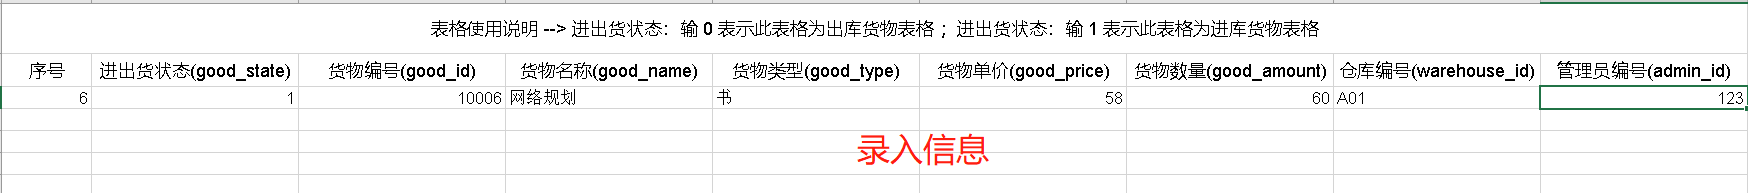 表格使用说明 --> 进出货状态：输 0 表示此表格为出库货物表格； 进出货状态：输 1 表示此表格为进库货物表格
序号 进出货状态(good_state) 货物编号(good_id) 货物名称(good_name) 货物类型(good_type) 货物单价(good_price) 货物数量(good_amount) 仓库编号(warehouse_id) 管理员编号(admin_id)
6 1 10006 网络规划 书 58 60 A01 123
录入信息